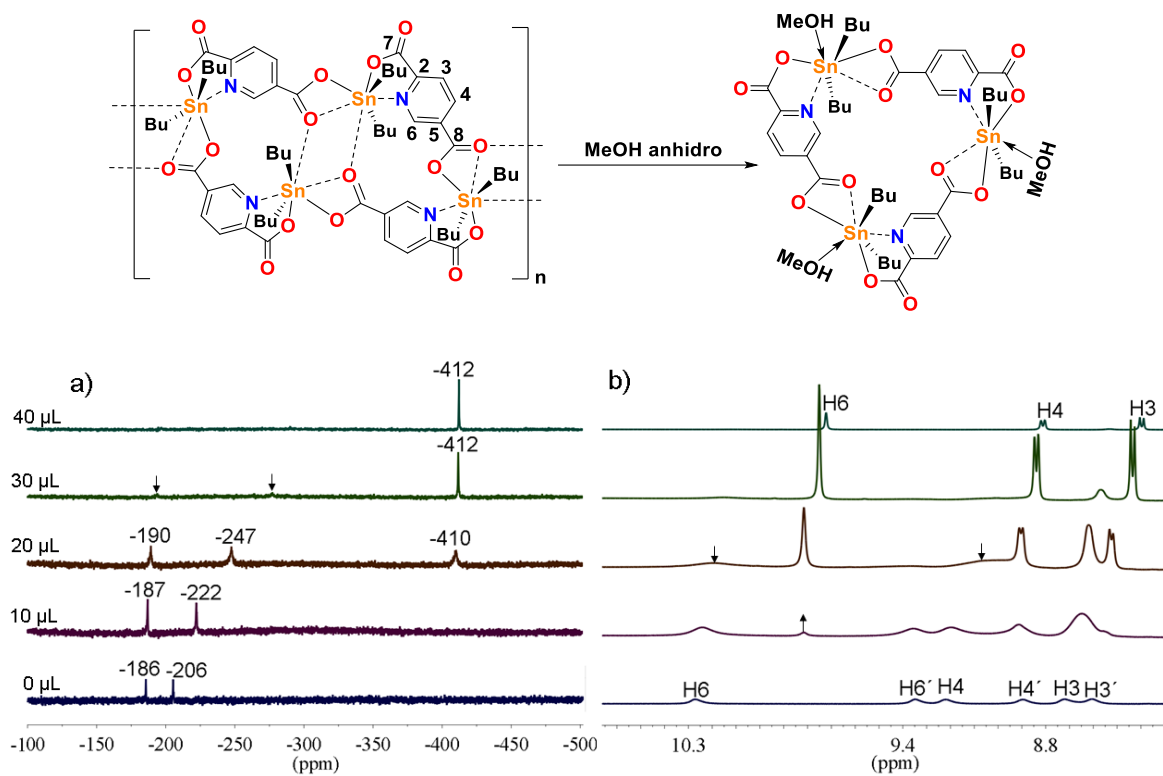 MeOH
Bu
O
O
O
7
Bu
O
O
2
3
4
N
Sn
Bu
O
O
Sn
Bu
N
6
5
8
O
O
O
Bu
Sn
O
N
Bu
O
O
O
Sn
Bu
N
O
O
O
n
MeOH anhidro
O
Sn
O
O
O
Bu
N
O
N
Bu
O
Sn
MeOH
Bu
O
O
O
O
Bu
Sn
N
MeOH
Bu
O
O
a)
-412
40 µL
-412
30 µL
-190
-247
-410
20 µL
-187
-222
10 µL
-186
-206
0 µL
-100
-150
-200
-250
-300
-350
-400
-450
-500
(ppm)
b)
H6
H4
H3
H6
H6´
H4
H4´
H3
H3´
10.3
9.4
8.8
(ppm)